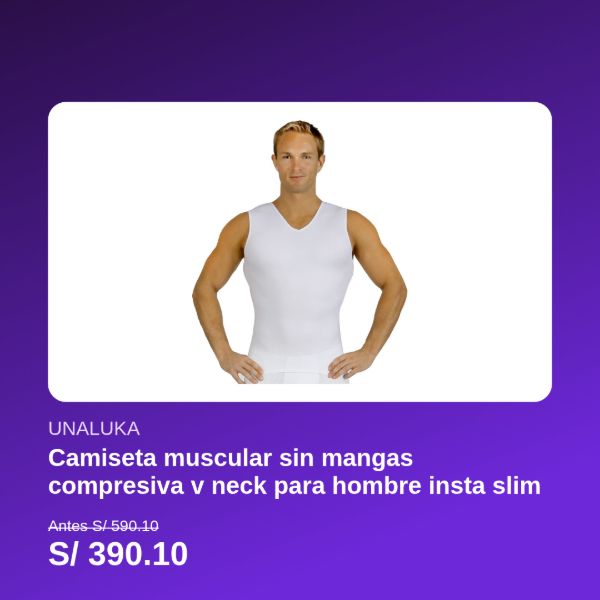 UNALUKA
Camiseta muscular sin mangas
compresiva v neck para hombre insta slim
Antes S/ 590.10
S/ 390.10